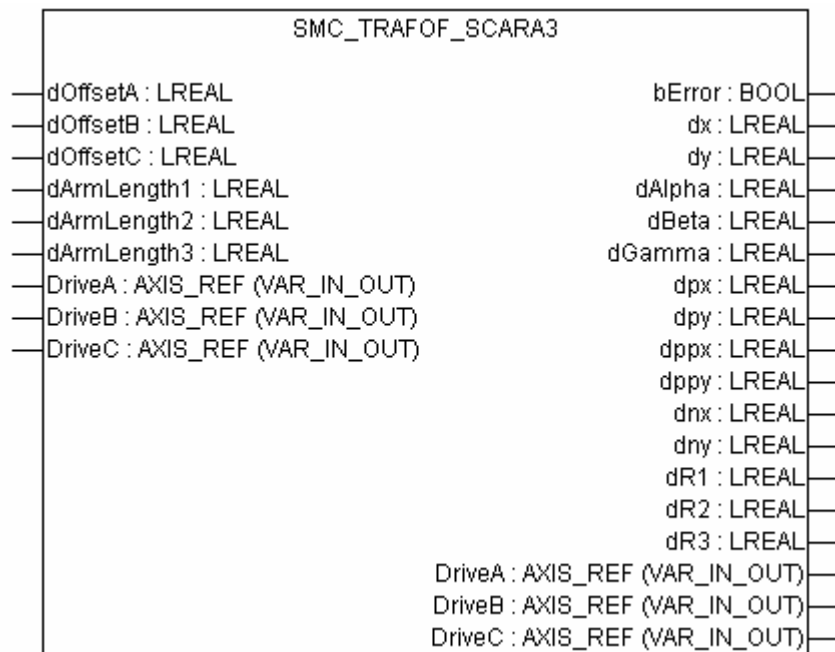 SMC_TRAFOF_SCARA3
dOffsetA : LREAL bError : BOOL
dOffsetB : LREAL dx : LREAL
dOffsetC : LREAL dy : LREAL
dArmLength1 : LREAL dAlpha : LREAL
dArmLength2 : LREAL dBeta : LREAL
dArmLength3 : LREAL dGamma : LREAL
DriveA : AXIS_REF (VAR_IN_OUT) dpx : LREAL
DriveB : AXIS_REF (VAR_IN_OUT) dpy : LREAL
DriveC : AXIS_REF (VAR_IN_OUT) dppx : LREAL
dppy : LREAL
dnx : LREAL
dny : LREAL
dR1 : LREAL
dR2 : LREAL
dR3 : LREAL
DriveA : AXIS_REF (VAR_IN_OUT)
DriveB : AXIS_REF (VAR_IN_OUT)
DriveC : AXIS_REF (VAR_IN_OUT)